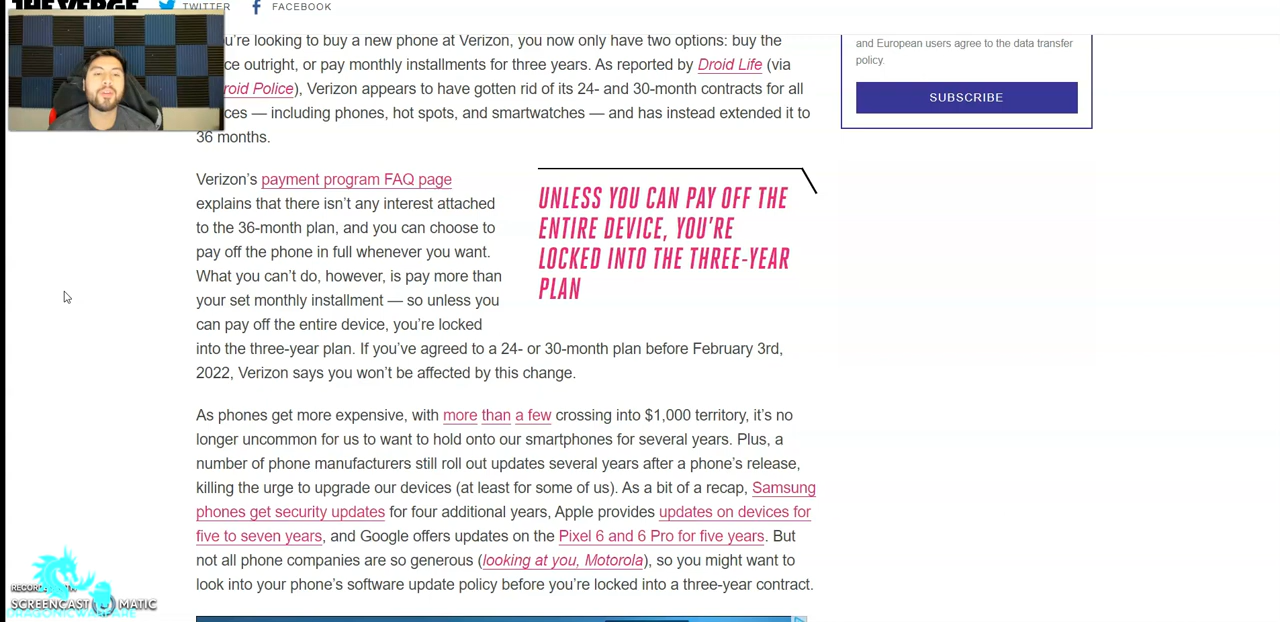 THE VERGE
TWITTER
FACEBOOK
you're looking to buy a new phone at Verizon, you now only have two options: buy the
outright, or pay monthly installments for three years. As reported by Droid Life (via
Police), Verizon appears to have gotten rid of its 24- and 30-month contracts for all
— including phones, hot spots, and smartwatches — and has instead extended it to
36 months.
Verizon's payment program FAQ page
explains that there isn't any interest attached
to the 36-month plan, and you can choose to
pay off the phone in full whenever you want.
What you can't do, however, is pay more than
your set monthly installment — so unless you
can pay off the entire device, you're locked
into the three-year plan. If you've agreed to a 24- or 30-month plan before February 3rd,
2022, Verizon says you won't be affected by this change.
UNLESS YOU CAN PAY OFF THE
ENTIRE DEVICE, YOU'RE
LOCKED INTO THE THREE-YEAR
PLAN
As phones get more expensive, with more than a few crossing into $1,000 territory, it's no
longer uncommon for us to want to hold onto our smartphones for several years. Plus, a
number of phone manufacturers still roll out updates several years after a phone's release,
killing the urge to upgrade our devices (at least for some of us). As a bit of a recap, Samsung
phones get security updates for four additional years, Apple provides updates on devices for
five to seven years, and Google offers updates on the Pixel 6 and 6 Pro for five years. But
not all phone companies are so generous (looking at you, Motorola), so you might want to
look into your phone's software update policy before you're locked into a three-year contract.
and European users agree to the data transfer
policy.
SUBSCRIBE
SCREENCAST MATIC
DRAGONICWARFARE